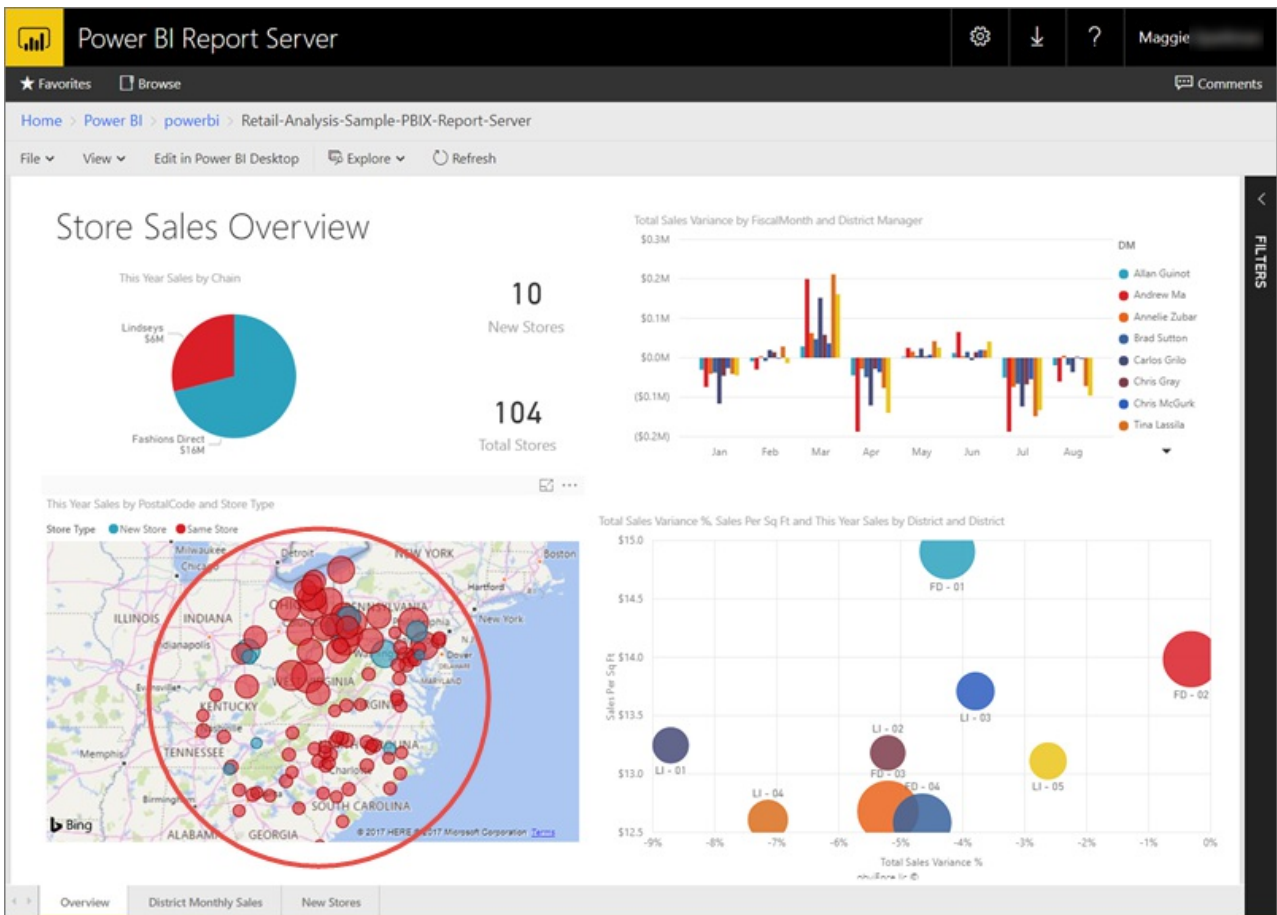 Power BI Report Server
Maggie
Favorites Browse Comments
Home > Power BI > powerbi > Retail-Analysis-Sample-PBIX-Report-Server
File View Edit in Power BI Desktop Explore Refresh
FILTERS
Store Sales Overview
This Year Sales by Chain
Lindseys
$6M
Fashions Direct
$16M
10
New Stores
104
Total Stores
Total Sales Variance by FiscalMonth and District Manager
$0.3M
$0.2M
$0.1M
$0.0M
($0.1M)
($0.2M)
Jan Feb Mar Apr May Jun Jul Aug
DM
Allan Guinot
Andrew Ma
Annelie Zubar
Brad Sutton
Carlos Grilo
Chris Gray
Chris McGurk
Tina Lassila
This Year Sales by PostalCode and Store Type
Store Type New Store Same Store
Milwaukee
Detroit
NEW YORK
Boston
Hartford
ILLINOIS
INDIANA
New York
Dover
MARYLAND
KENTUCKY
Memphis
TENNESSEE
Charlotte
SOUTH CAROLINA
GEORGIA
Bing
© 2017 HERE © 2017 Microsoft Corporation Terms
Total Sales Variance %, Sales Per Sq Ft and This Year Sales by District and District
Sales Per Sq Ft
$15.0
$14.5
$14.0
$13.5
$13.0
$12.5
FD - 01
FD - 02
LI - 03
LI - 02
LI - 01
FD - 03
FD - 04
LI - 05
LI - 04
-9% -8% -7% -6% -5% -4% -3% -2% -1% 0%
Total Sales Variance %
Overview District Monthly Sales New Stores